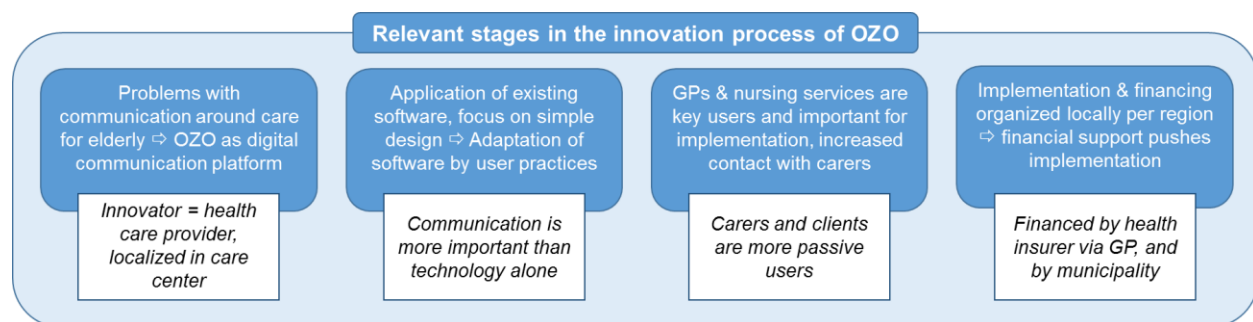 Relevant stages in the innovation process of OZO
Problems with
communication around care
for elderly ⇨ OZO as digital
communication platform
Innovator = health
care provider,
localized in care
center
Application of existing
software, focus on simple
design ⇨ Adaptation of
software by user practices
Communication is
more important than
technology alone
GPs & nursing services are
key users and important for
implementation, increased
contact with carers
Carers and clients
are more passive
users
Implementation & financing
organized locally per region
⇨ financial support pushes
implementation
Financed by health
insurer via GP, and
by municipality